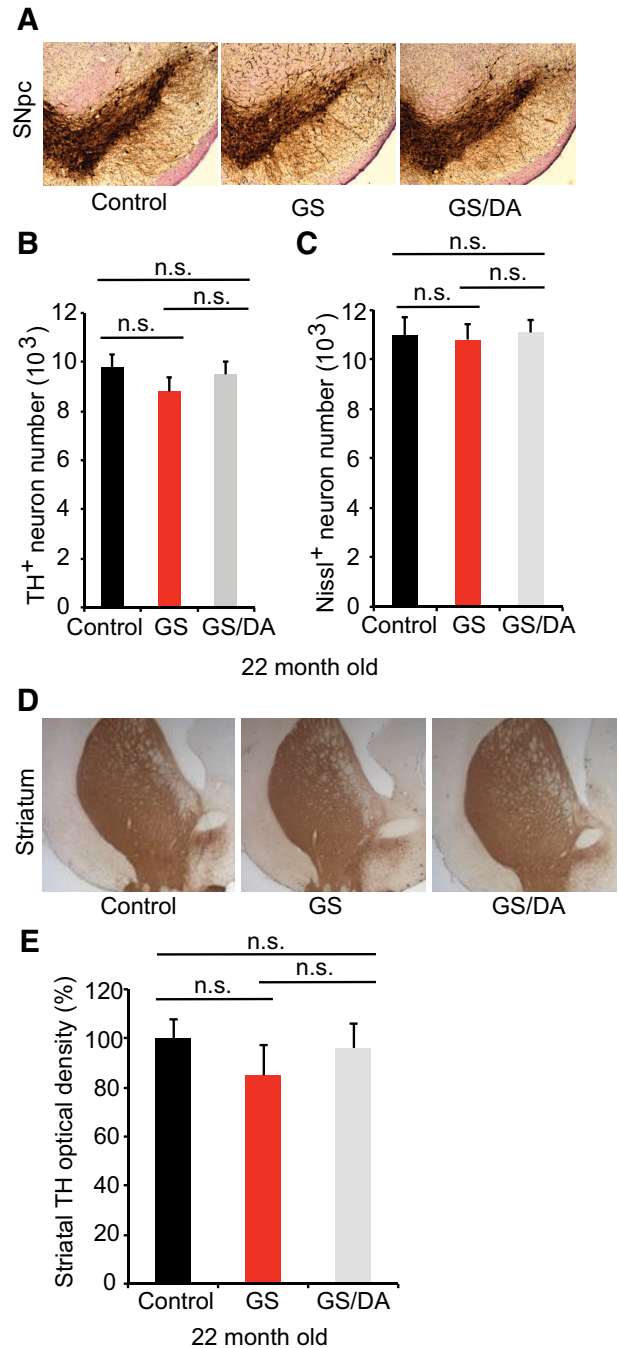 A
SNpc
Control
GS
GS/DA
B
n.s.
n.s.
n.s.
TH+ neuron number (10³)
12
10
8
6
4
2
0
Control
GS
GS/DA
C
n.s.
n.s.
n.s.
Nissl+ neuron number (10³)
12
10
8
6
4
2
0
Control
GS
GS/DA
22 month old
D
Striatum
Control
GS
GS/DA
E
n.s.
n.s.
n.s.
Striatal TH optical density (%)
120
100
80
60
40
20
0
Control
GS
GS/DA
22 month old